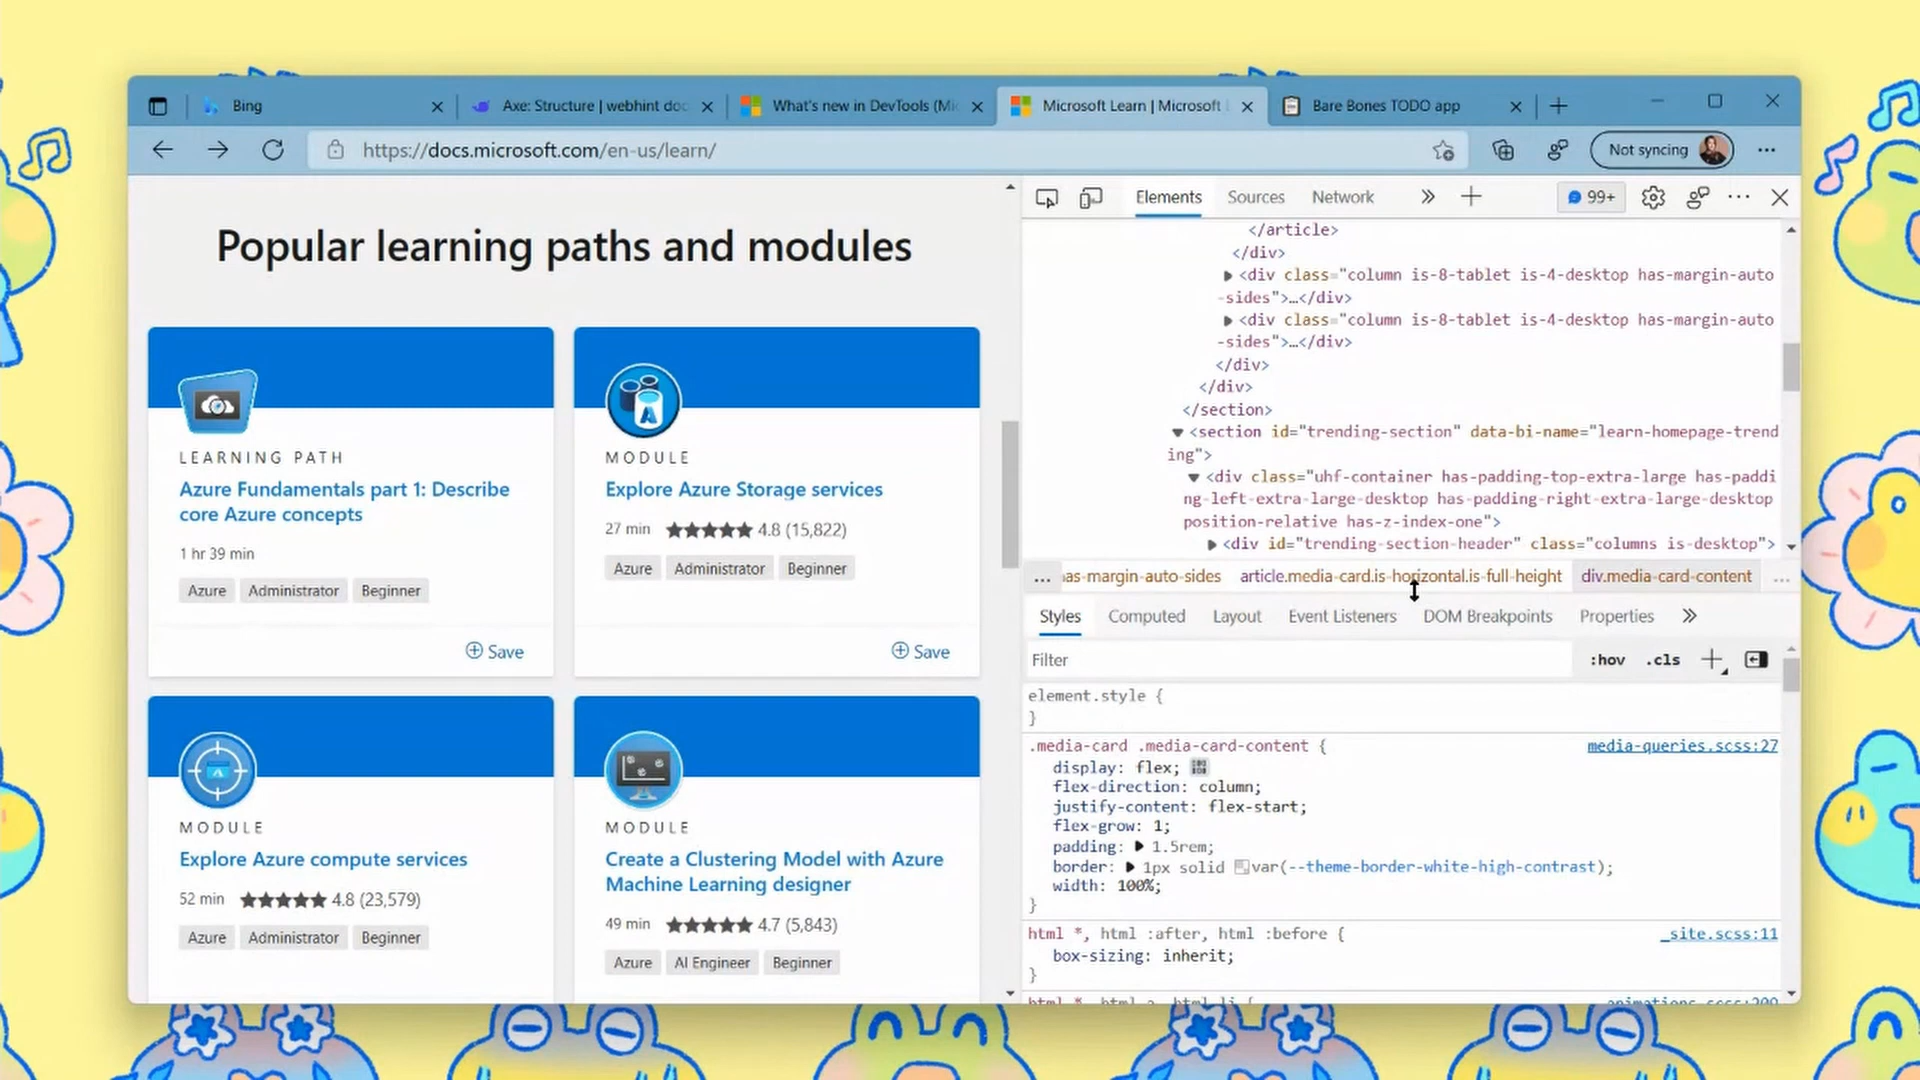 Bing
Axe: Structure | webhint doc
What's new in DevTools (Mi
Microsoft Learn | Microsoft L
Bare Bones TODO app
https://docs.microsoft.com/en-us/learn/
Not syncing
Popular learning paths and modules
LEARNING PATH
Azure Fundamentals part 1: Describe
core Azure concepts
1 hr 39 min
Azure Administrator Beginner
Save
MODULE
Explore Azure Storage services
27 min 4.8 (15,822)
Azure Administrator Beginner
Save
MODULE
Explore Azure compute services
52 min 4.8 (23,579)
Azure Administrator Beginner
MODULE
Create a Clustering Model with Azure
Machine Learning designer
49 min 4.7 (5,843)
Azure AI Engineer Beginner
Elements Sources Network
99+
</article>
</div>
<div class="column is-8-tablet is-4-desktop has-margin-auto
-sides">…</div>
<div class="column is-8-tablet is-4-desktop has-margin-auto
-sides">…</div>
</div>
</div>
</section>
<section id="trending-section" data-bi-name="learn-homepage-trend
ing">
<div class="uhf-container has-padding-top-extra-large has-paddi
ng-left-extra-large-desktop has-padding-right-extra-large-desktop
position-relative has-z-index-one">
<div id="trending-section-header" class="columns is-desktop">
... as-margin-auto-sides article.media-card.is-horizontal.is-full-height div.media-card-content ...
Styles Computed Layout Event Listeners DOM Breakpoints Properties
Filter
:hov .cls
element.style {
}
.media-card .media-card-content { media-queries.scss:27
display: flex;
flex-direction: column;
justify-content: flex-start;
flex-grow: 1;
padding: 1.5rem;
border: 1px solid var(--theme-border-white-high-contrast);
width: 100%;
}
html *, html :after, html :before { _site.scss:11
box-sizing: inherit;
}